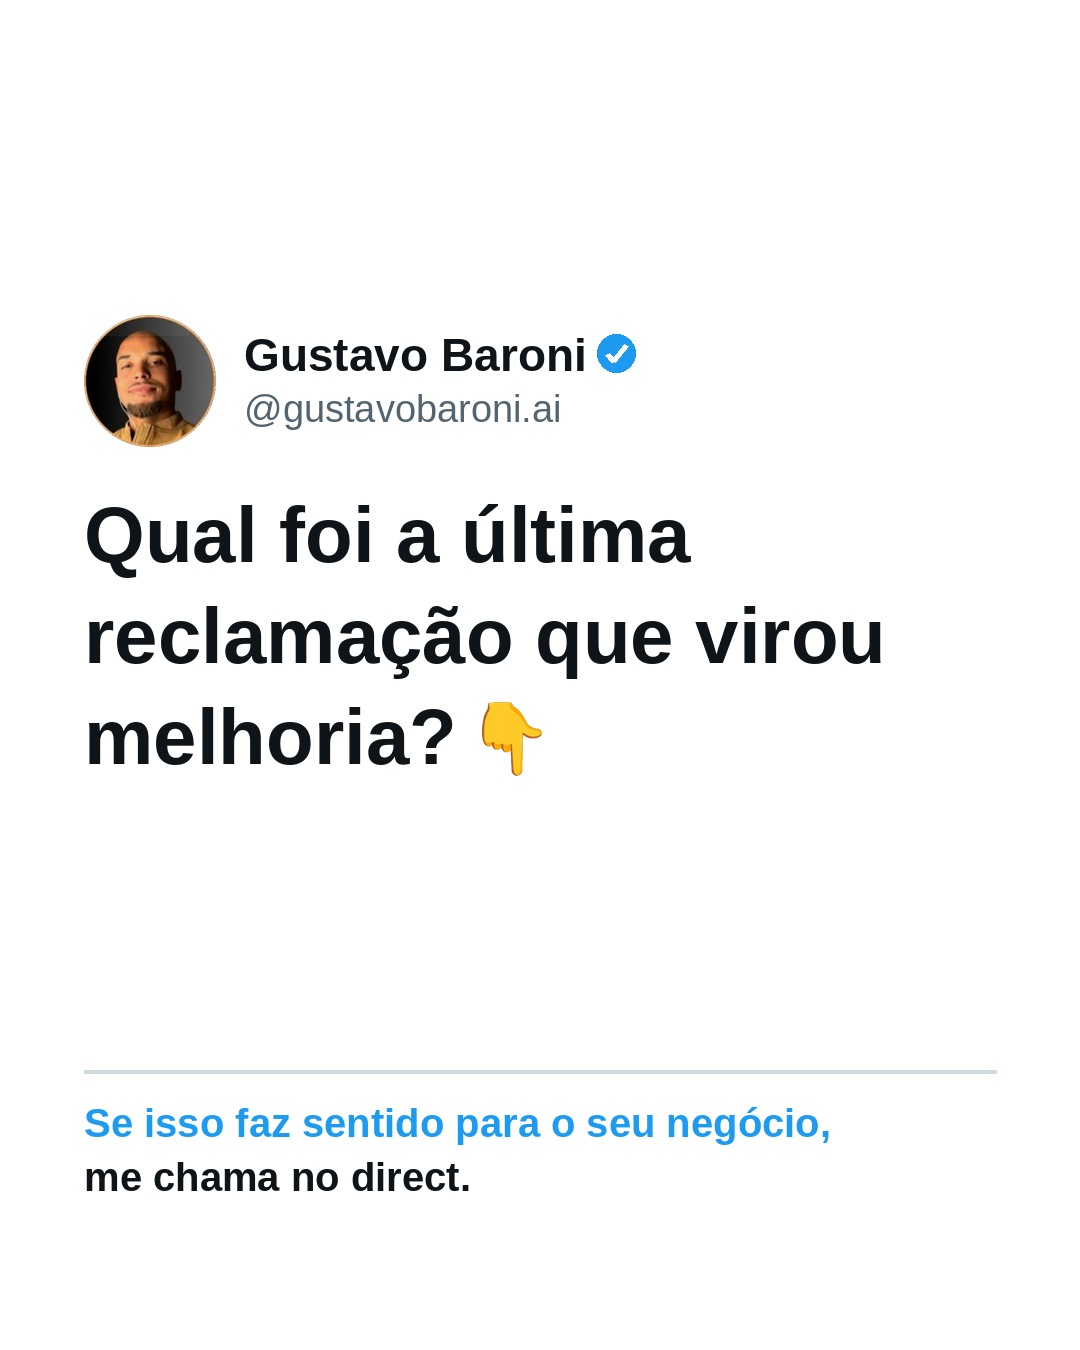 Gustavo Baroni
@gustavobaroni.ai
Qual foi a última
reclamação que virou
melhoria? 👇
Se isso faz sentido para o seu negócio,
me chama no direct.